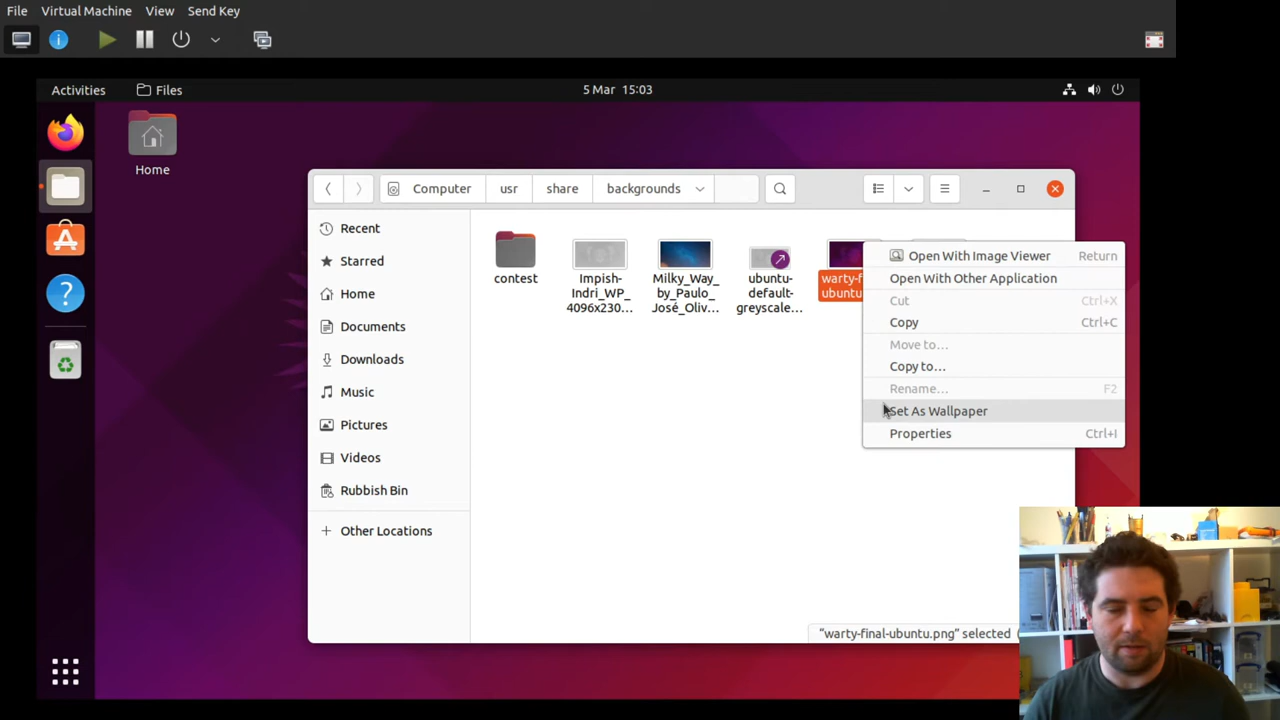 File Virtual Machine View Send Key
Activities Files 5 Mar 15:03
Home
Computer usr share backgrounds
Recent
Starred
Home
Documents
Downloads
Music
Pictures
Videos
Rubbish Bin
Other Locations
contest
Impish-
Indri_WP_
4096x230...
Milky_Way_
by_Paulo_
José_Oliv...
ubuntu-
default-
greyscale...
warty-f
ubuntu
Open With Image Viewer Return
Open With Other Application
Cut Ctrl+X
Copy Ctrl+C
Move to...
Copy to...
Rename... F2
Set As Wallpaper
Properties Ctrl+I
"warty-final-ubuntu.png" selected (